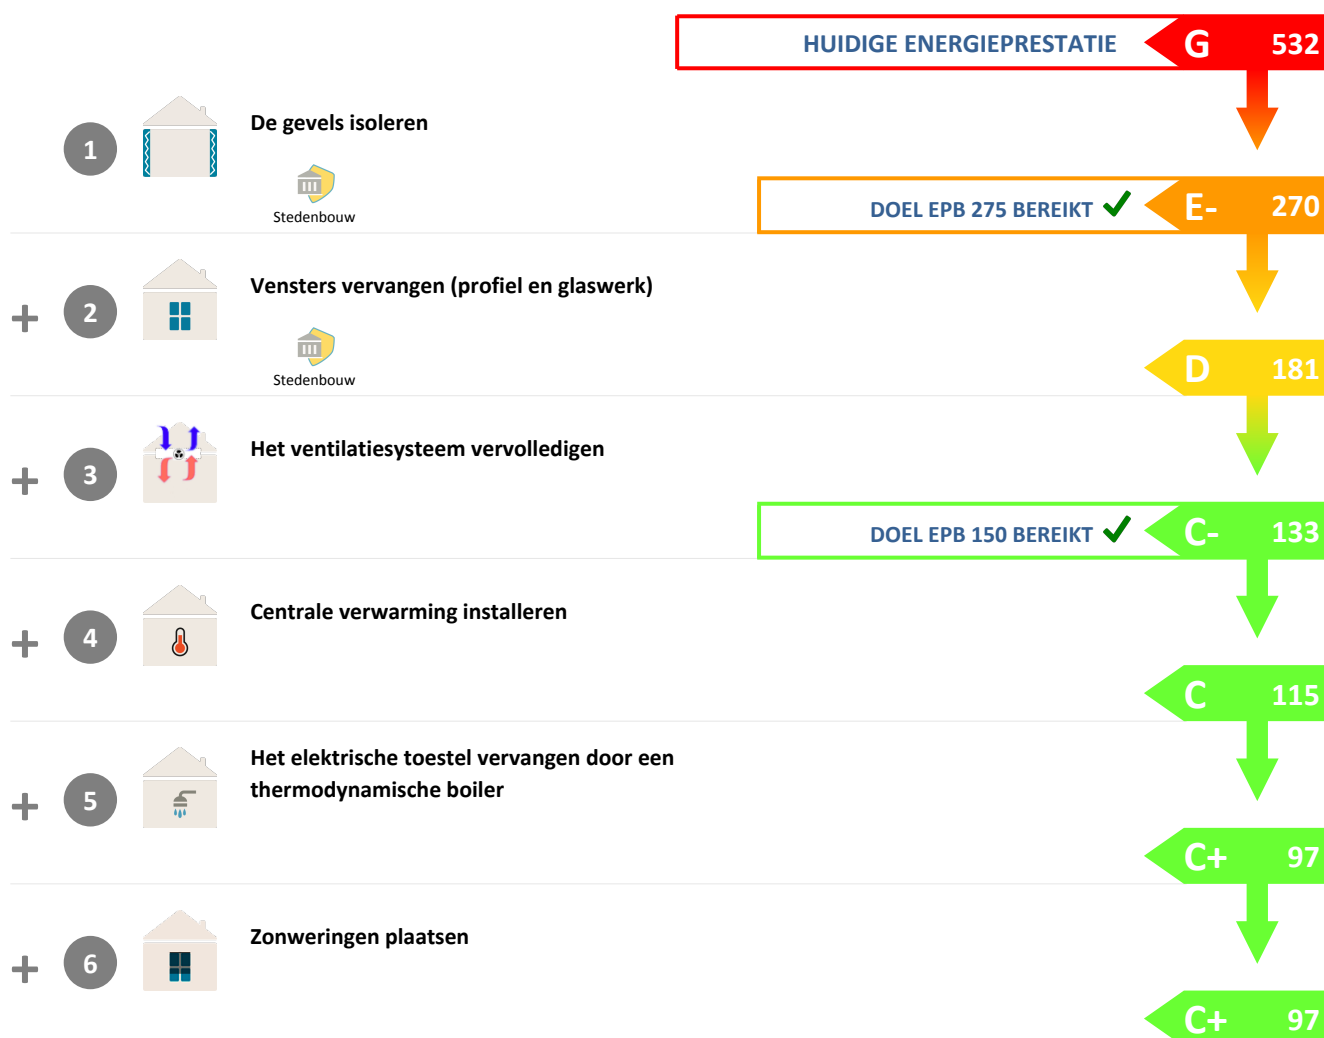 HUIDIGE ENERGIEPRESTATIE G 532
1 De gevels isoleren
Stedenbouw
DOEL EPB 275 BEREIKT E- 270
+ 2 Vensters vervangen (profiel en glaswerk)
Stedenbouw
D 181
+ 3 Het ventilatiesysteem vervolledigen
DOEL EPB 150 BEREIKT C- 133
+ 4 Centrale verwarming installeren
C 115
+ 5 Het elektrische toestel vervangen door een
thermodynamische boiler
C+ 97
+ 6 Zonweringen plaatsen
C+ 97